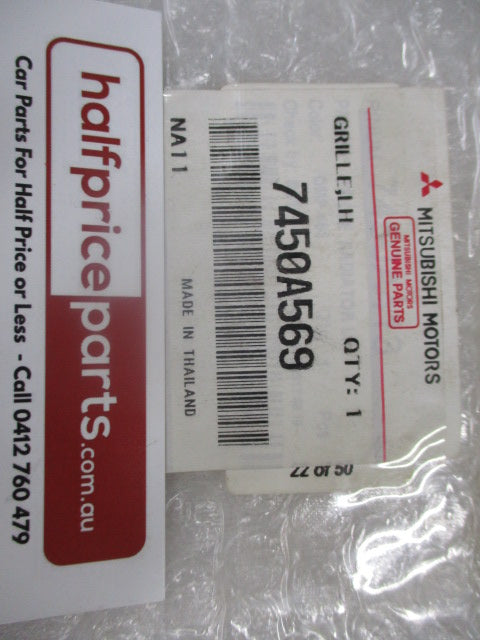 MITSUBISHI MOTORS
MITSUBISHI MOTORS
GENUINE PARTS
GRILLE,LH QTY: 1
7450A569
NA11 MADE IN THAILAND
halfpriceparts.com.au
Car Parts For Half Price or Less - Call 0412 760 479